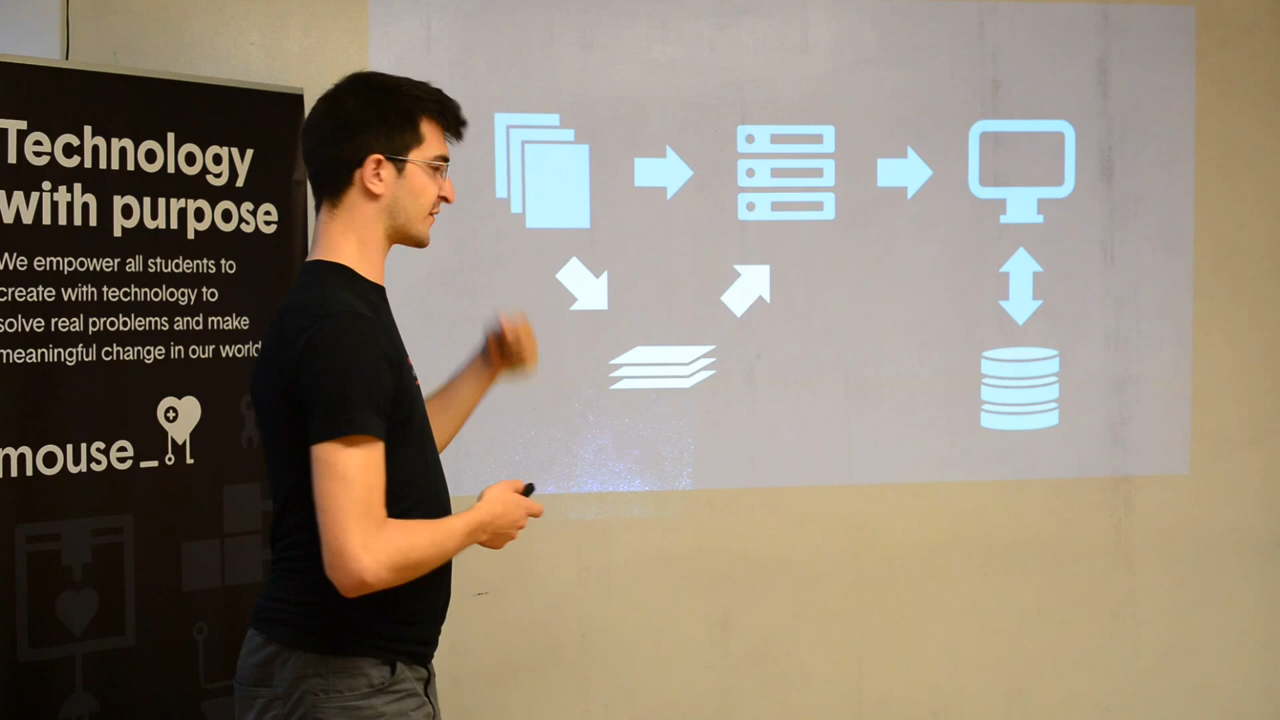 Technology
with purpose
We empower all students to
create with technology to
solve real problems and make
meaningful change in our world
mouse_